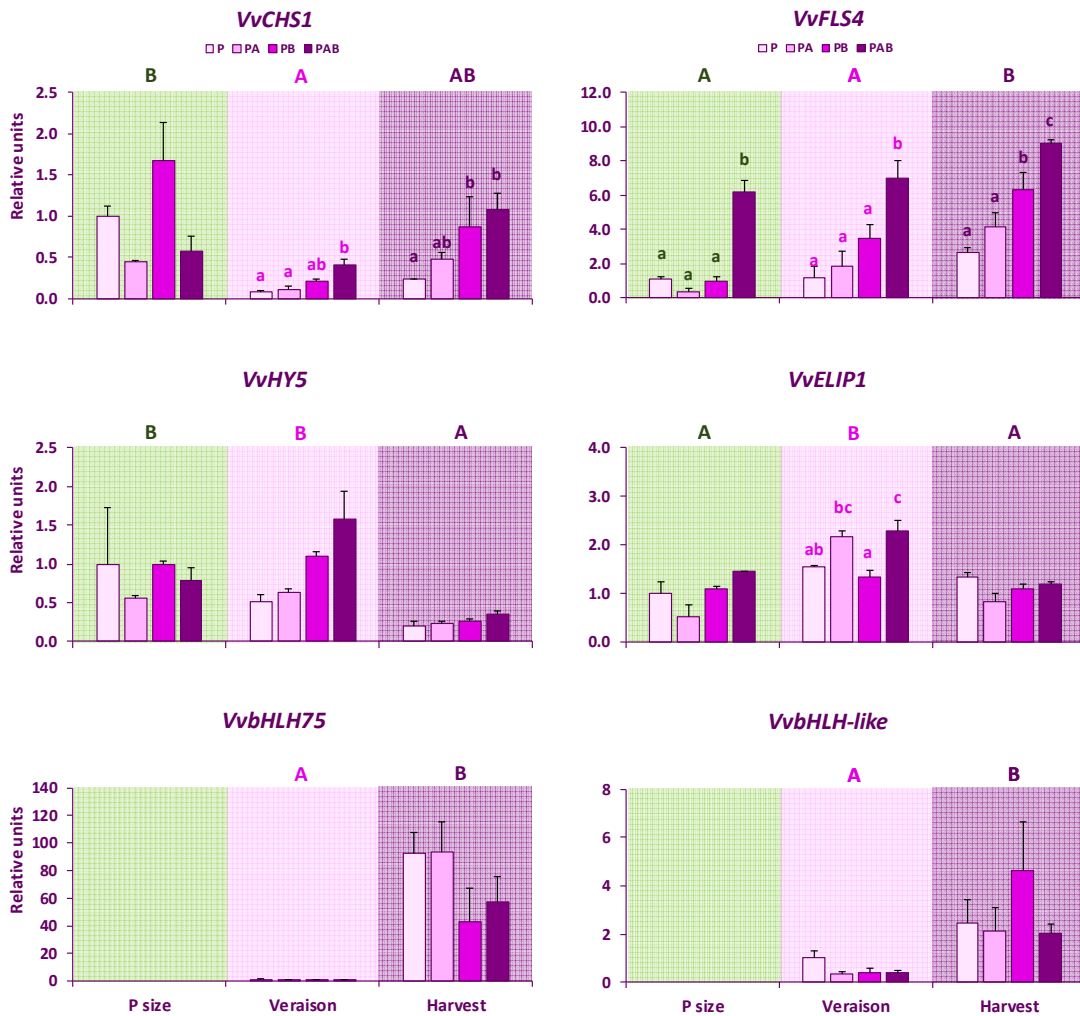 VvCHS1
P PA PB PAB
B A AB
Relative units
2.5
2.0
1.5
1.0
0.5
0.0
a a ab b
a ab b b
VvFLS4
P PA PB PAB
A A B
12.0
10.0
8.0
6.0
4.0
2.0
0.0
a a a b
a a a b
a a b c
VvHY5
B B A
Relative units
2.5
2.0
1.5
1.0
0.5
0.0
VvELIP1
A B A
4.0
3.0
2.0
1.0
0.0
ab bc a c
VvbHLH75
A B
Relative units
140
120
100
80
60
40
20
0
P size Veraison Harvest
VvbHLH-like
A B
8
6
4
2
0
P size Veraison Harvest